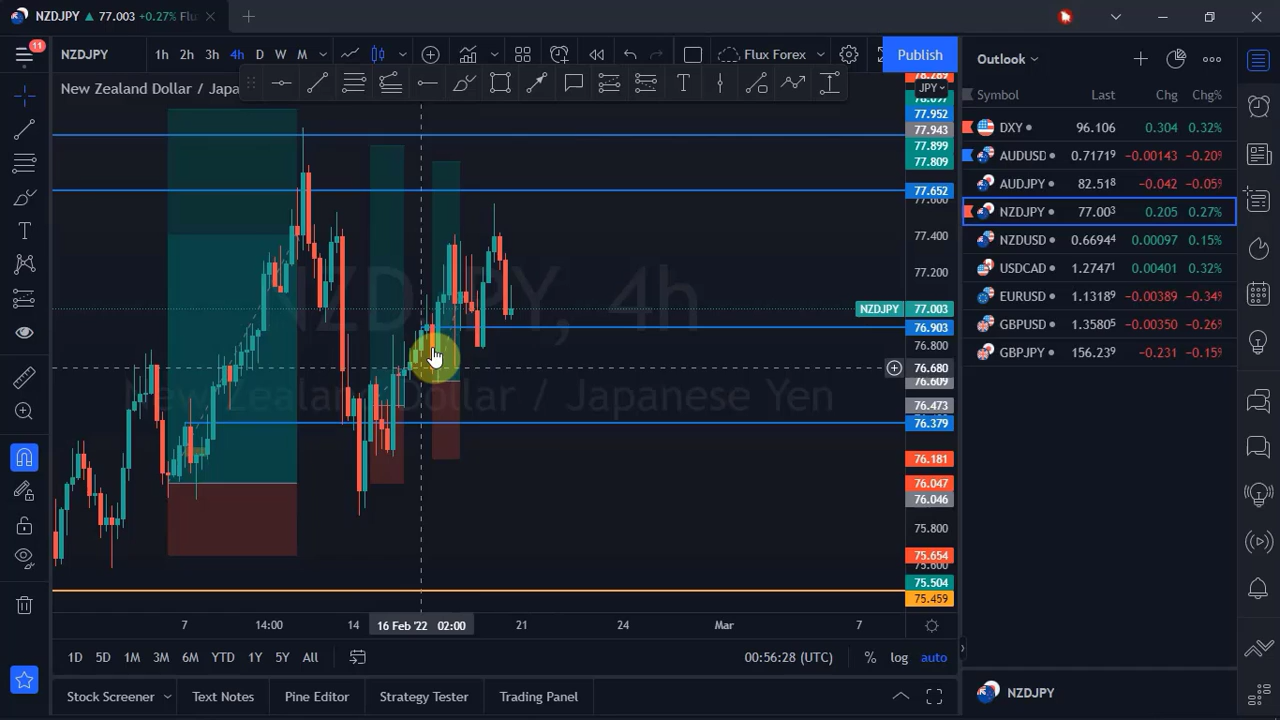 NZDJPY ▲ 77.003 +0.27%
11
NZDJPY 1h 2h 3h 4h D W M Flux Forex Publish
Outlook
New Zealand Dollar / Japa
JPY
NZDJPY, 4h
New Zealand Dollar / Japanese Yen
78.289
77.952
77.943
77.899
77.809
77.652
77.600
77.400
77.200
NZDJPY 77.003
76.903
76.800
76.680
76.609
76.473
76.379
76.181
76.047
76.046
75.800
75.654
75.600
75.504
75.459
7 14:00 14 16 Feb '22 02:00 21 24 Mar 7
1D 5D 1M 3M 6M YTD 1Y 5Y All 00:56:28 (UTC) % log auto
Stock Screener Text Notes Pine Editor Strategy Tester Trading Panel
Symbol Last Chg Chg%
DXY 96.106 0.304 0.32%
AUDUSD 0.71719 −0.00143 −0.20%
AUDJPY 82.518 −0.042 −0.05%
NZDJPY 77.003 0.205 0.27%
NZDUSD 0.66944 0.00097 0.15%
USDCAD 1.27471 0.00401 0.32%
EURUSD 1.13189 −0.00389 −0.34%
GBPUSD 1.35805 −0.00350 −0.26%
GBPJPY 156.239 −0.231 −0.15%
NZDJPY